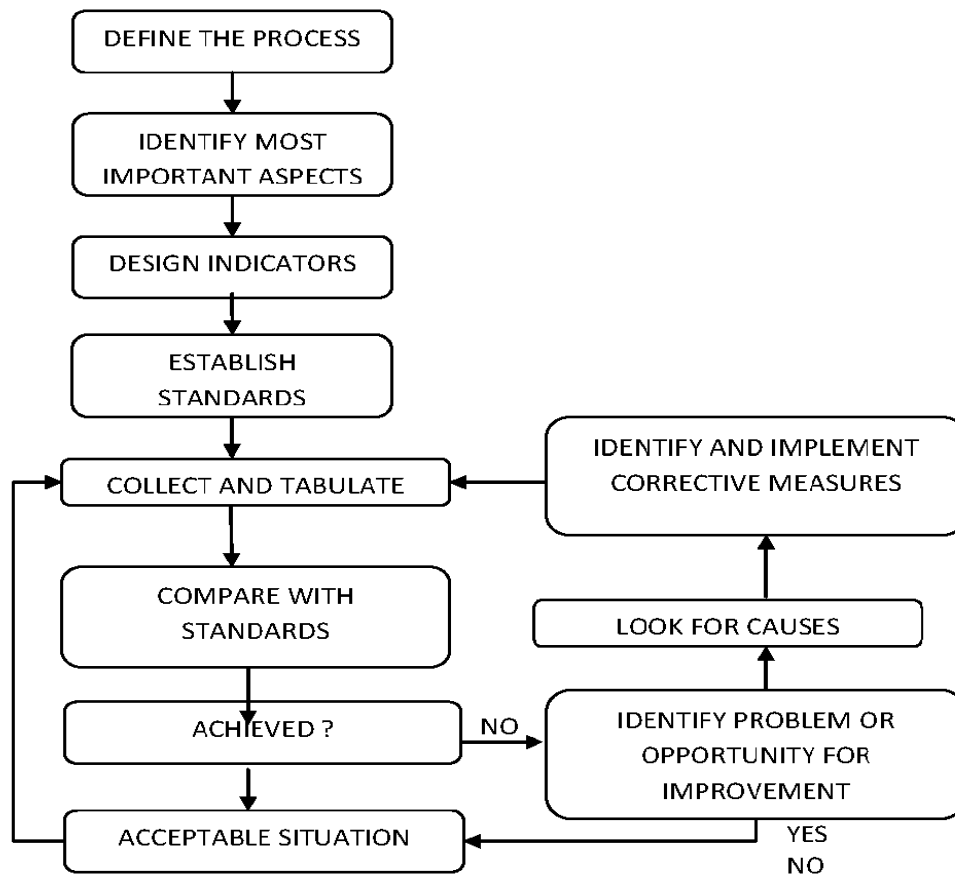 DEFINE THE PROCESS
IDENTIFY MOST
IMPORTANT ASPECTS
DESIGN INDICATORS
ESTABLISH
STANDARDS
COLLECT AND TABULATE
COMPARE WITH
STANDARDS
ACHIEVED ?
NO
ACCEPTABLE SITUATION
IDENTIFY AND IMPLEMENT
CORRECTIVE MEASURES
LOOK FOR CAUSES
IDENTIFY PROBLEM OR
OPPORTUNITY FOR
IMPROVEMENT
YES
NO